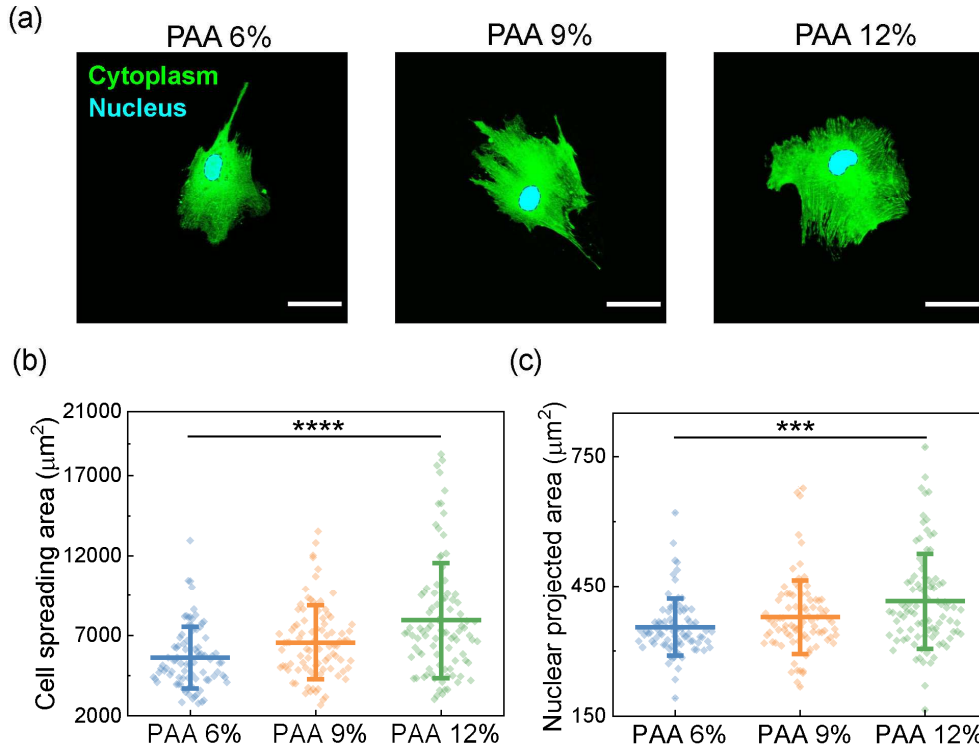 (a)
PAA 6%
PAA 9%
PAA 12%
Cytoplasm
Nucleus
(b)
(c)
Cell spreading area (μm²)
21000
17000
12000
7000
2000
****
PAA 6% PAA 9% PAA 12%
Nuclear projected area (μm²)
750
450
150
***
PAA 6% PAA 9% PAA 12%